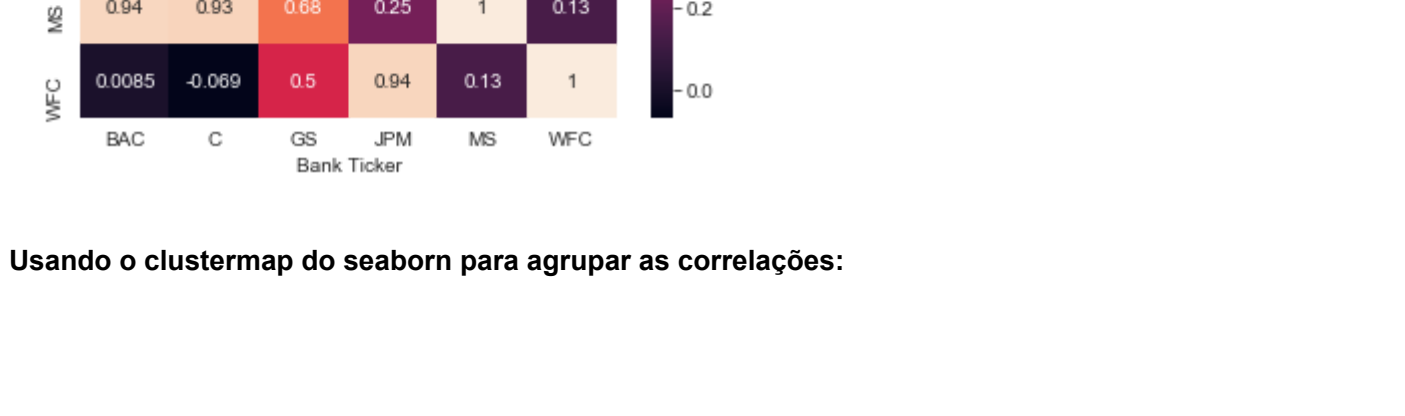 MS 0.94 0.93 0.68 0.25 1 0.13 0.2
WFC 0.0085 -0.069 0.5 0.94 0.13 1 0.0
BAC C GS JPM MS WFC
Bank Ticker
Usando o clustermap do seaborn para agrupar as correlações: